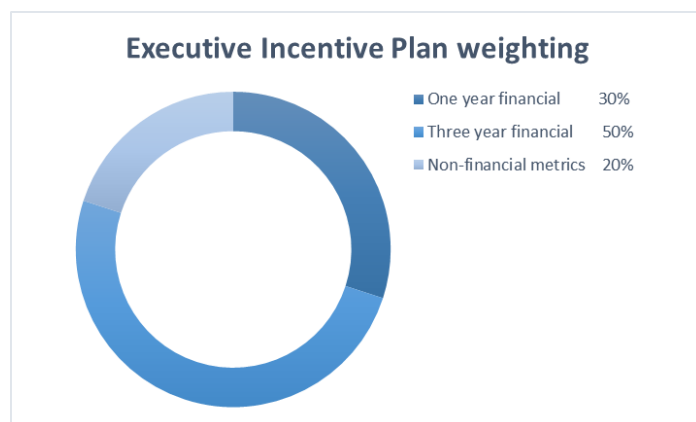 Executive Incentive Plan weighting
One year financial 30%
Three year financial 50%
Non-financial metrics 20%